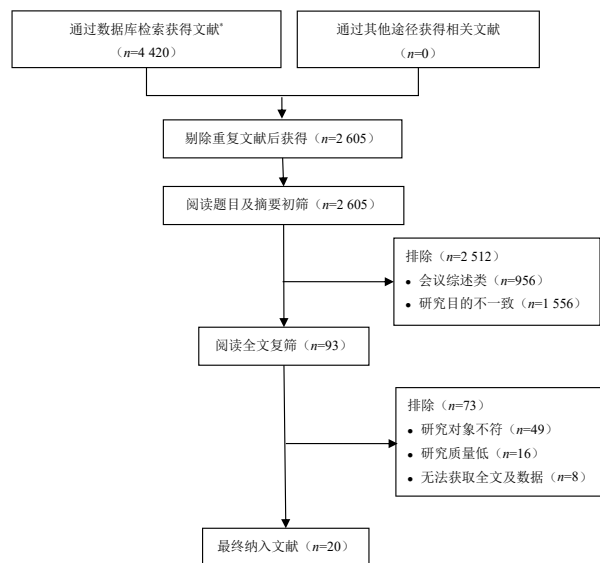 通过数据库检索获得文献*
(n=4 420)
通过其他途径获得相关文献
(n=0)
剔除重复文献后获得（n=2 605）
阅读题目及摘要初筛（n=2 605）
排除（n=2 512）
• 会议综述类（n=956）
• 研究目的不一致（n=1 556）
阅读全文复筛（n=93）
排除（n=73）
• 研究对象不符（n=49）
• 研究质量低（n=16）
• 无法获取全文及数据（n=8）
最终纳入文献（n=20）